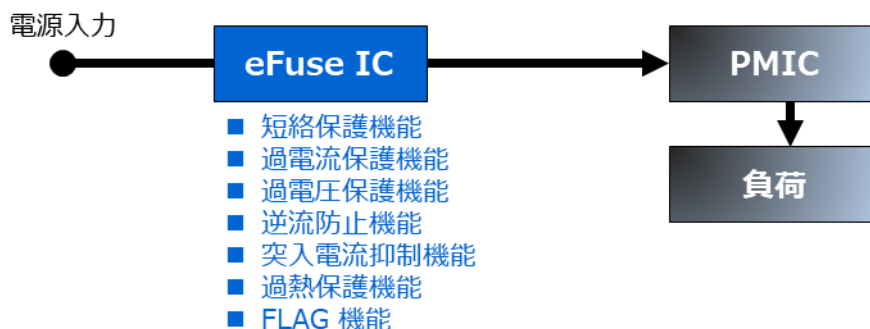 電源入力
eFuse IC
PMIC
負荷
■ 短絡保護機能
■ 過電流保護機能
■ 過電圧保護機能
■ 逆流防止機能
■ 突入電流抑制機能
■ 過熱保護機能
■ FLAG 機能